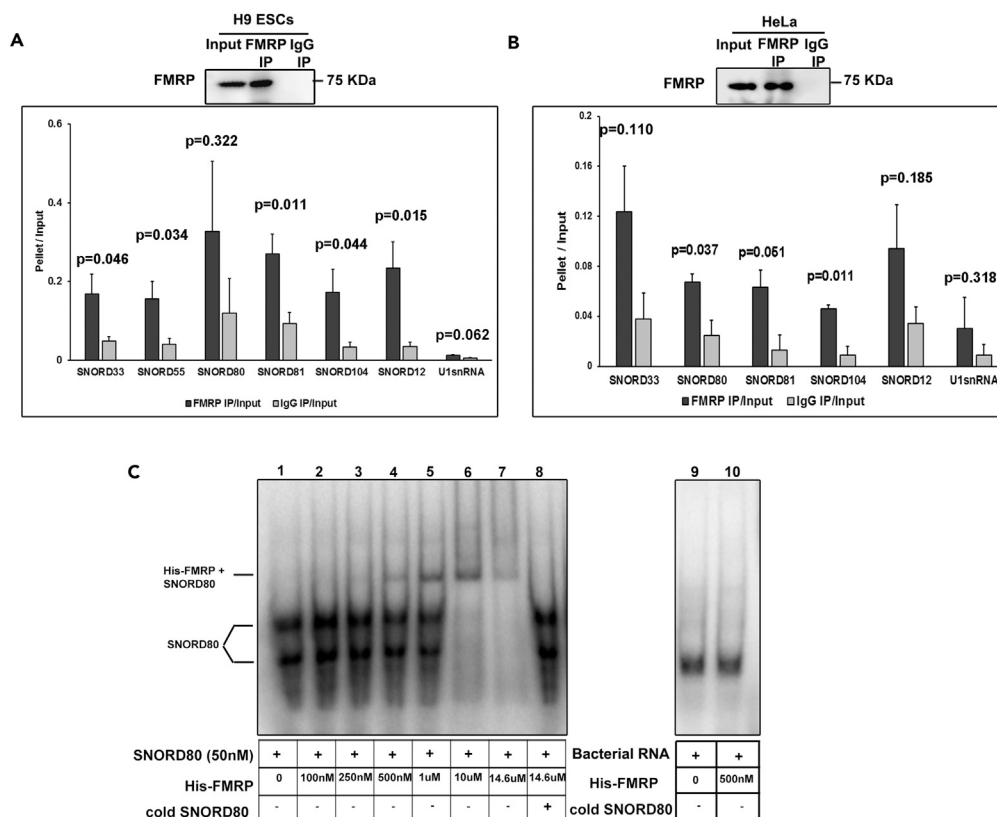 A
H9 ESCs
Input FMRP IgG
IP IP
FMRP
75 KDa
0.6
0.4
0.2
0
Pellet / Input
p=0.046
p=0.034
p=0.322
p=0.011
p=0.044
p=0.015
p=0.062
SNORD33 SNORD55 SNORD80 SNORD81 SNORD104 SNORD12 U1snRNA
FMRP IP/Input IgG IP/Input
B
HeLa
Input FMRP IgG
IP IP
FMRP
75 KDa
0.2
0.16
0.12
0.08
0.04
0
Pellet / Input
p=0.110
p=0.037
p=0.051
p=0.011
p=0.185
p=0.318
SNORD33 SNORD80 SNORD81 SNORD104 SNORD12 U1snRNA
FMRP IP/Input IgG IP/Input
C
1 2 3 4 5 6 7 8
His-FMRP +
SNORD80
SNORD80
SNORD80 (50nM) + + + + + + + +
His-FMRP 0 100nM 250nM 500nM 1uM 10uM 14.6uM 14.6uM
cold SNORD80 - - - - - - - +
9 10
Bacterial RNA + +
His-FMRP 0 500nM
cold SNORD80 - -